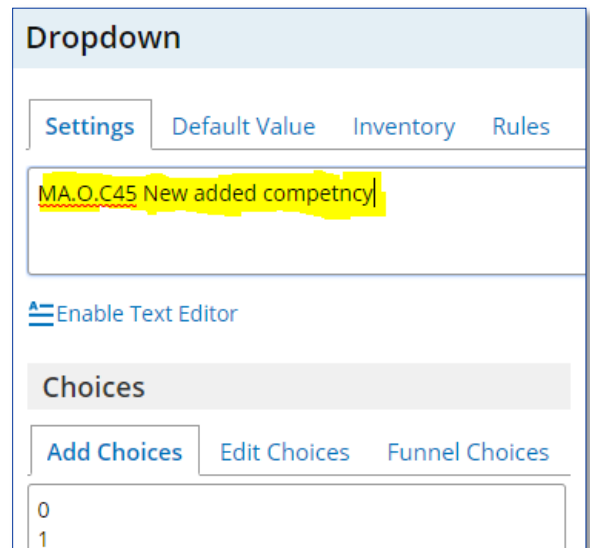 Dropdown
Settings Default Value Inventory Rules
MA.O.C45 New added competncy
Enable Text Editor
Choices
Add Choices Edit Choices Funnel Choices
0
1